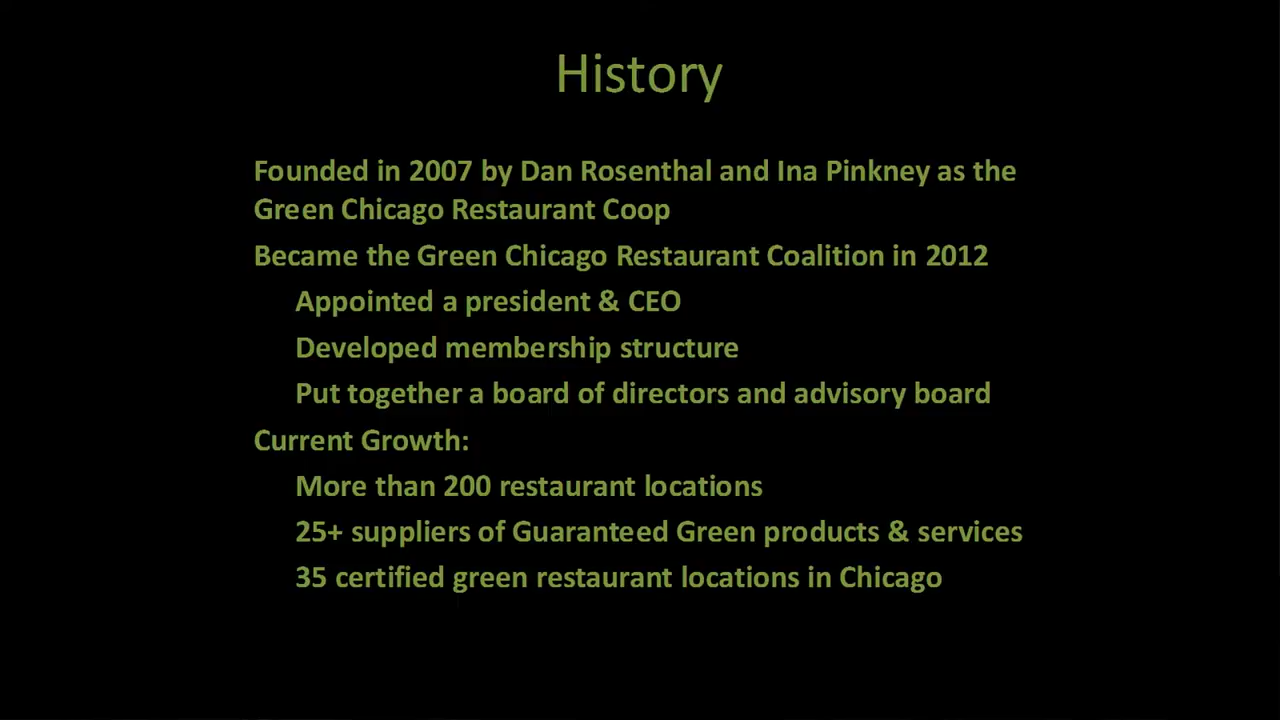 History
Founded in 2007 by Dan Rosenthal and Ina Pinkney as the
Green Chicago Restaurant Coop
Became the Green Chicago Restaurant Coalition in 2012
Appointed a president & CEO
Developed membership structure
Put together a board of directors and advisory board
Current Growth:
More than 200 restaurant locations
25+ suppliers of Guaranteed Green products & services
35 certified green restaurant locations in Chicago